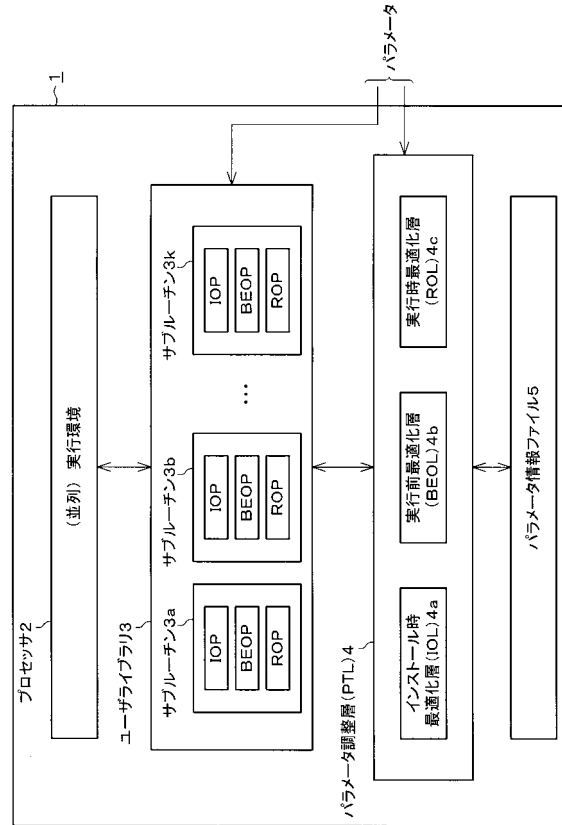 1
プロセッサ2
(並列) 実行環境
ユーザライブラリ3
サブルーチン3a
IOP
BEOP
ROP
サブルーチン3b
IOP
BEOP
ROP
...
サブルーチン3k
IOP
BEOP
ROP
パラメータ
パラメータ調整層(PTL)4
インストール時
最適化層(IOL)4a
実行前最適化層
(BEOL)4b
実行時最適化層
(ROL)4c
パラメータ情報ファイル5